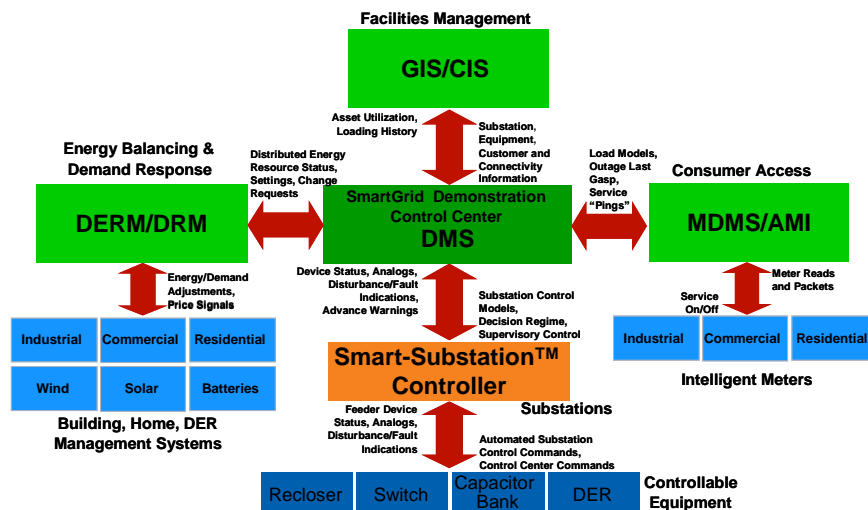 Facilities Management
GIS/CIS
Asset Utilization,
Loading History
Substation,
Equipment,
Customer and
Connectivity
Information
Energy Balancing &
Demand Response
DERM/DRM
Distributed Energy
Resource Status,
Settings, Change
Requests
SmartGrid Demonstration
Control Center
DMS
Load Models,
Outage Last
Gasp,
Service
“Pings”
Consumer Access
MDMS/AMI
Energy/Demand
Adjustments,
Price Signals
Industrial
Commercial
Residential
Wind
Solar
Batteries
Building, Home, DER
Management Systems
Device Status, Analogs,
Disturbance/Fault
Indications,
Advance Warnings
Substation Control
Models,
Decision Regime,
Supervisory Control
Meter Reads
and Packets
Service
On/Off
Industrial
Commercial
Residential
Intelligent Meters
Smart-Substation™
Controller
Substations
Feeder Device
Status, Analogs,
Disturbance/Fault
Indications
Automated Substation
Control Commands,
Control Center Commands
Recloser
Switch
Capacitor
Bank
DER
Controllable
Equipment